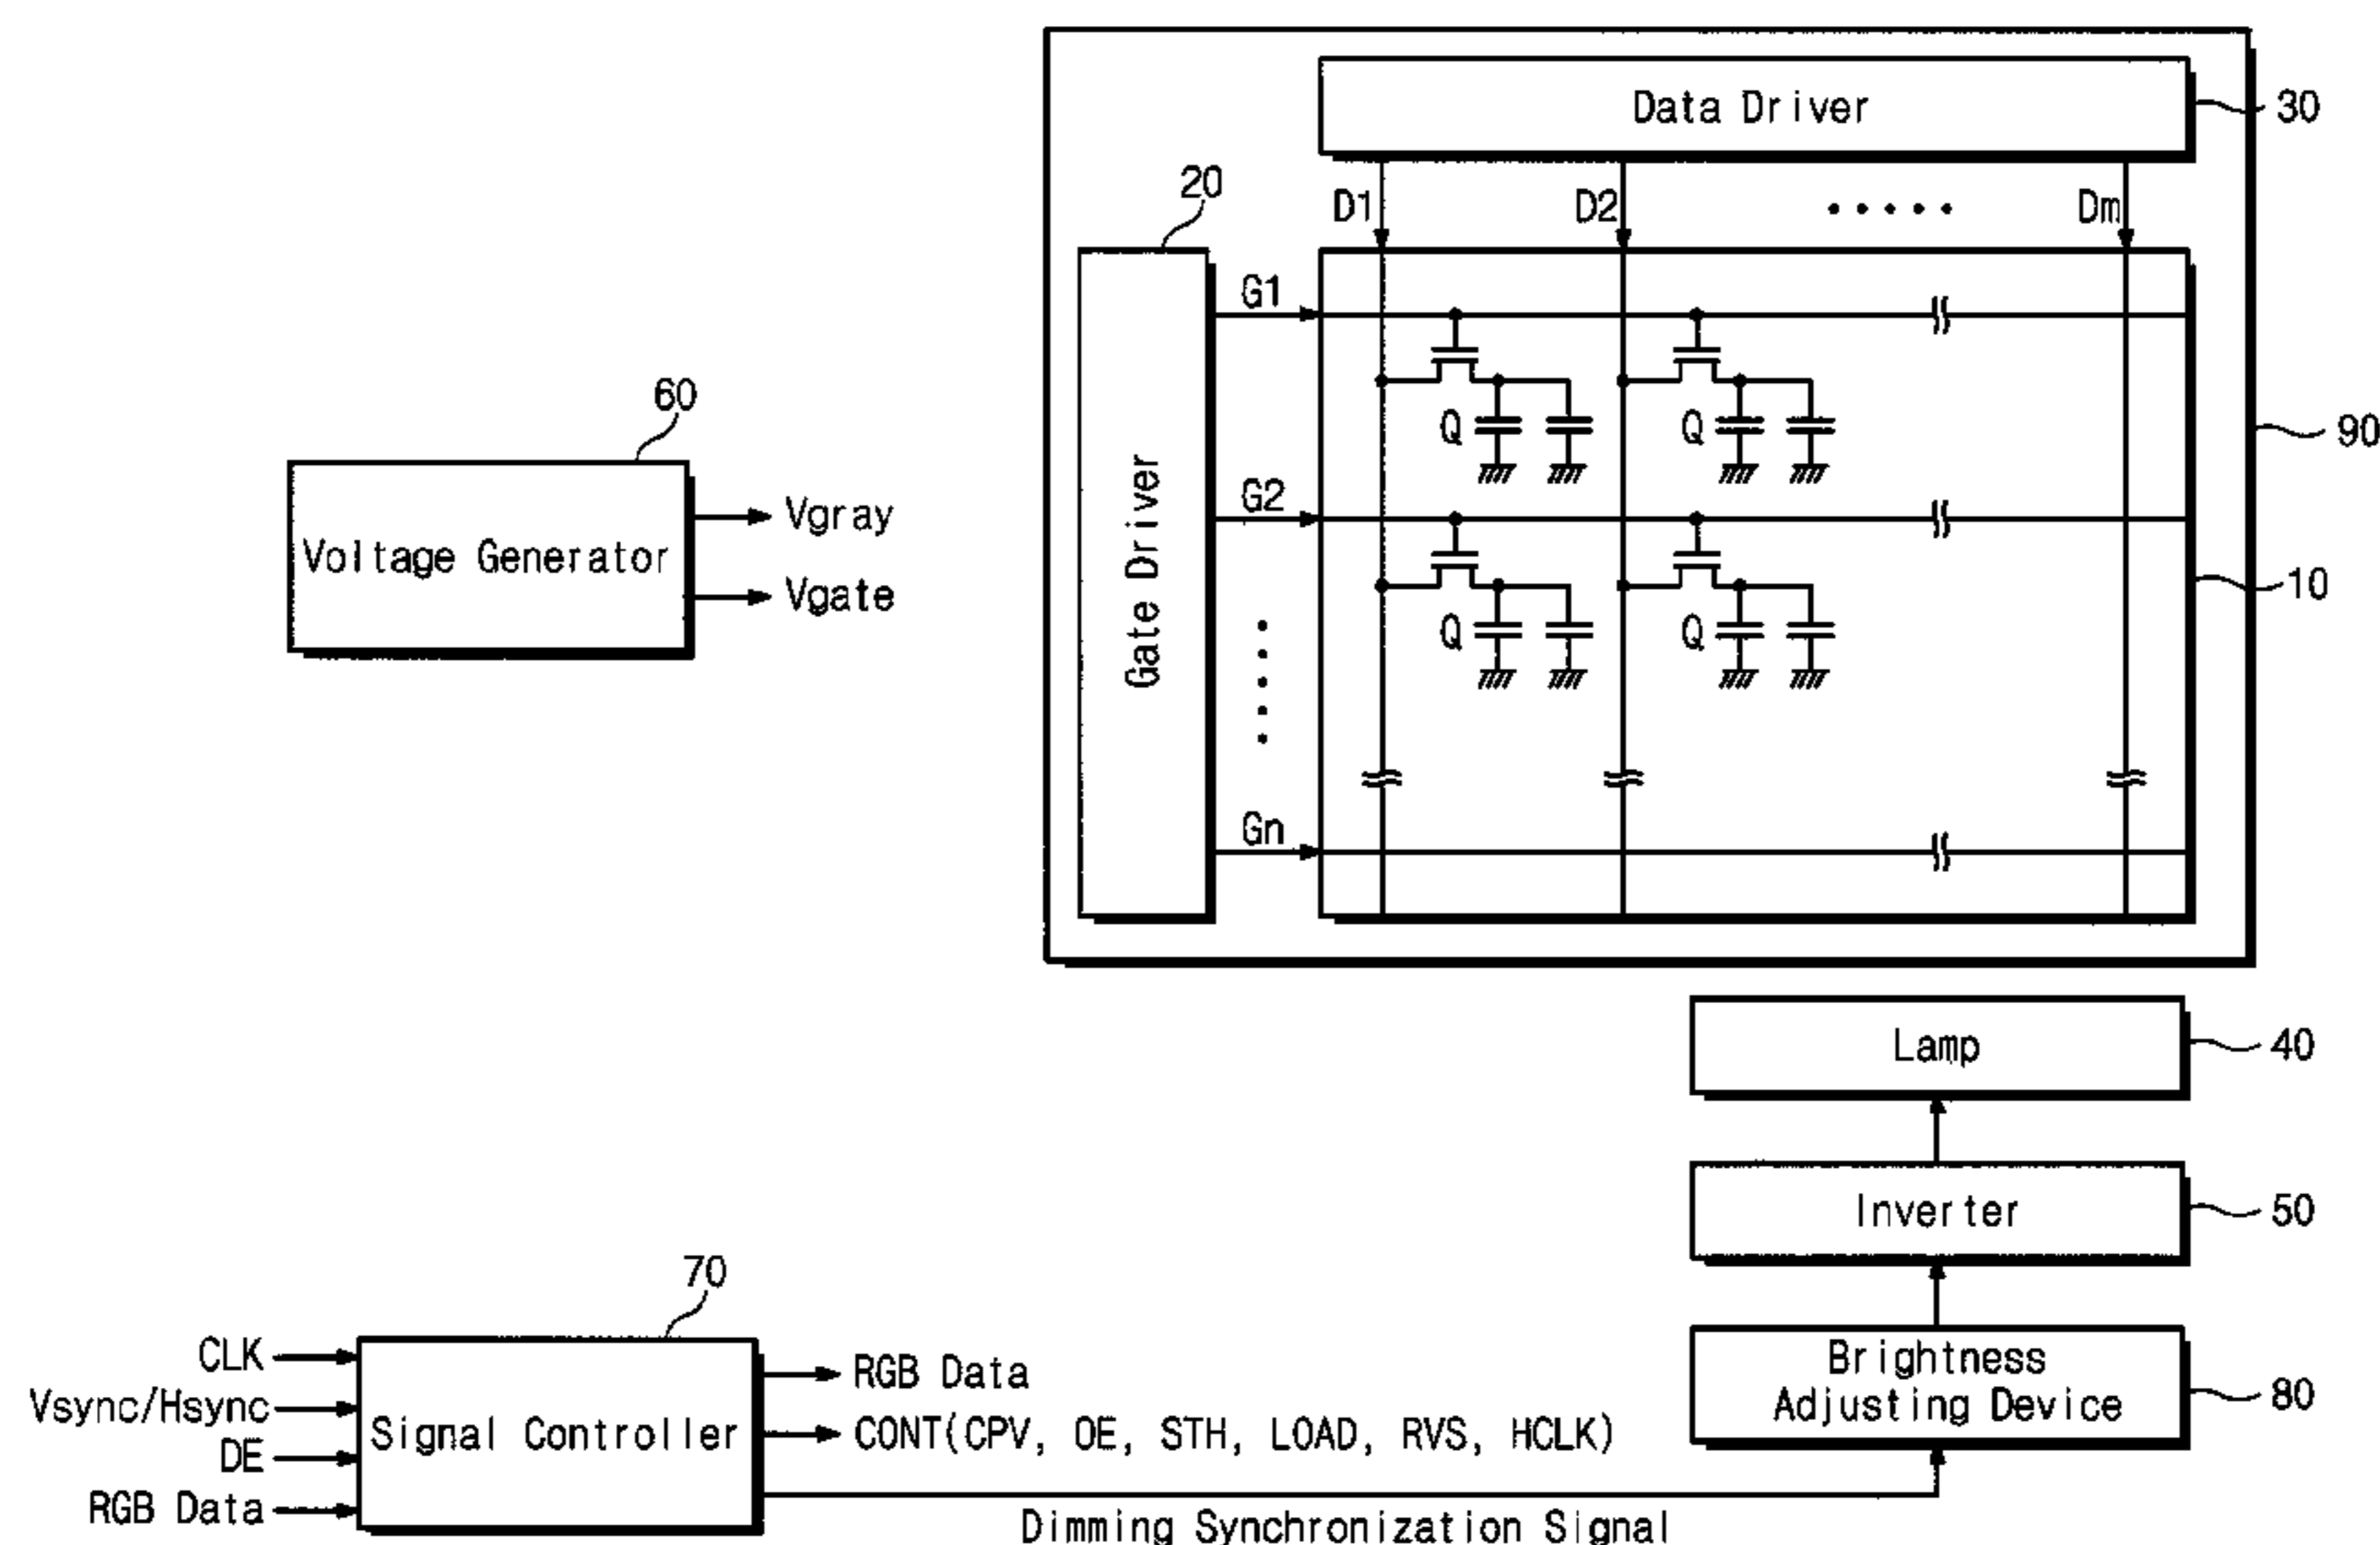 Data Driver
30
20
D1
D2
Dm
G1
60
Q
Q
90
Voltage Generator
Vgray
Vgate
Gate Driver
G2
10
Q
Q
Gn
Lamp
40
Inverter
50
70
CLK
Vsync/Hsync
DE
RGB Data
Signal Controller
RGB Data
CONT(CPV, OE, STH, LOAD, RVS, HCLK)
Brightness
Adjusting Device
80
Dimming Synchronization Signal